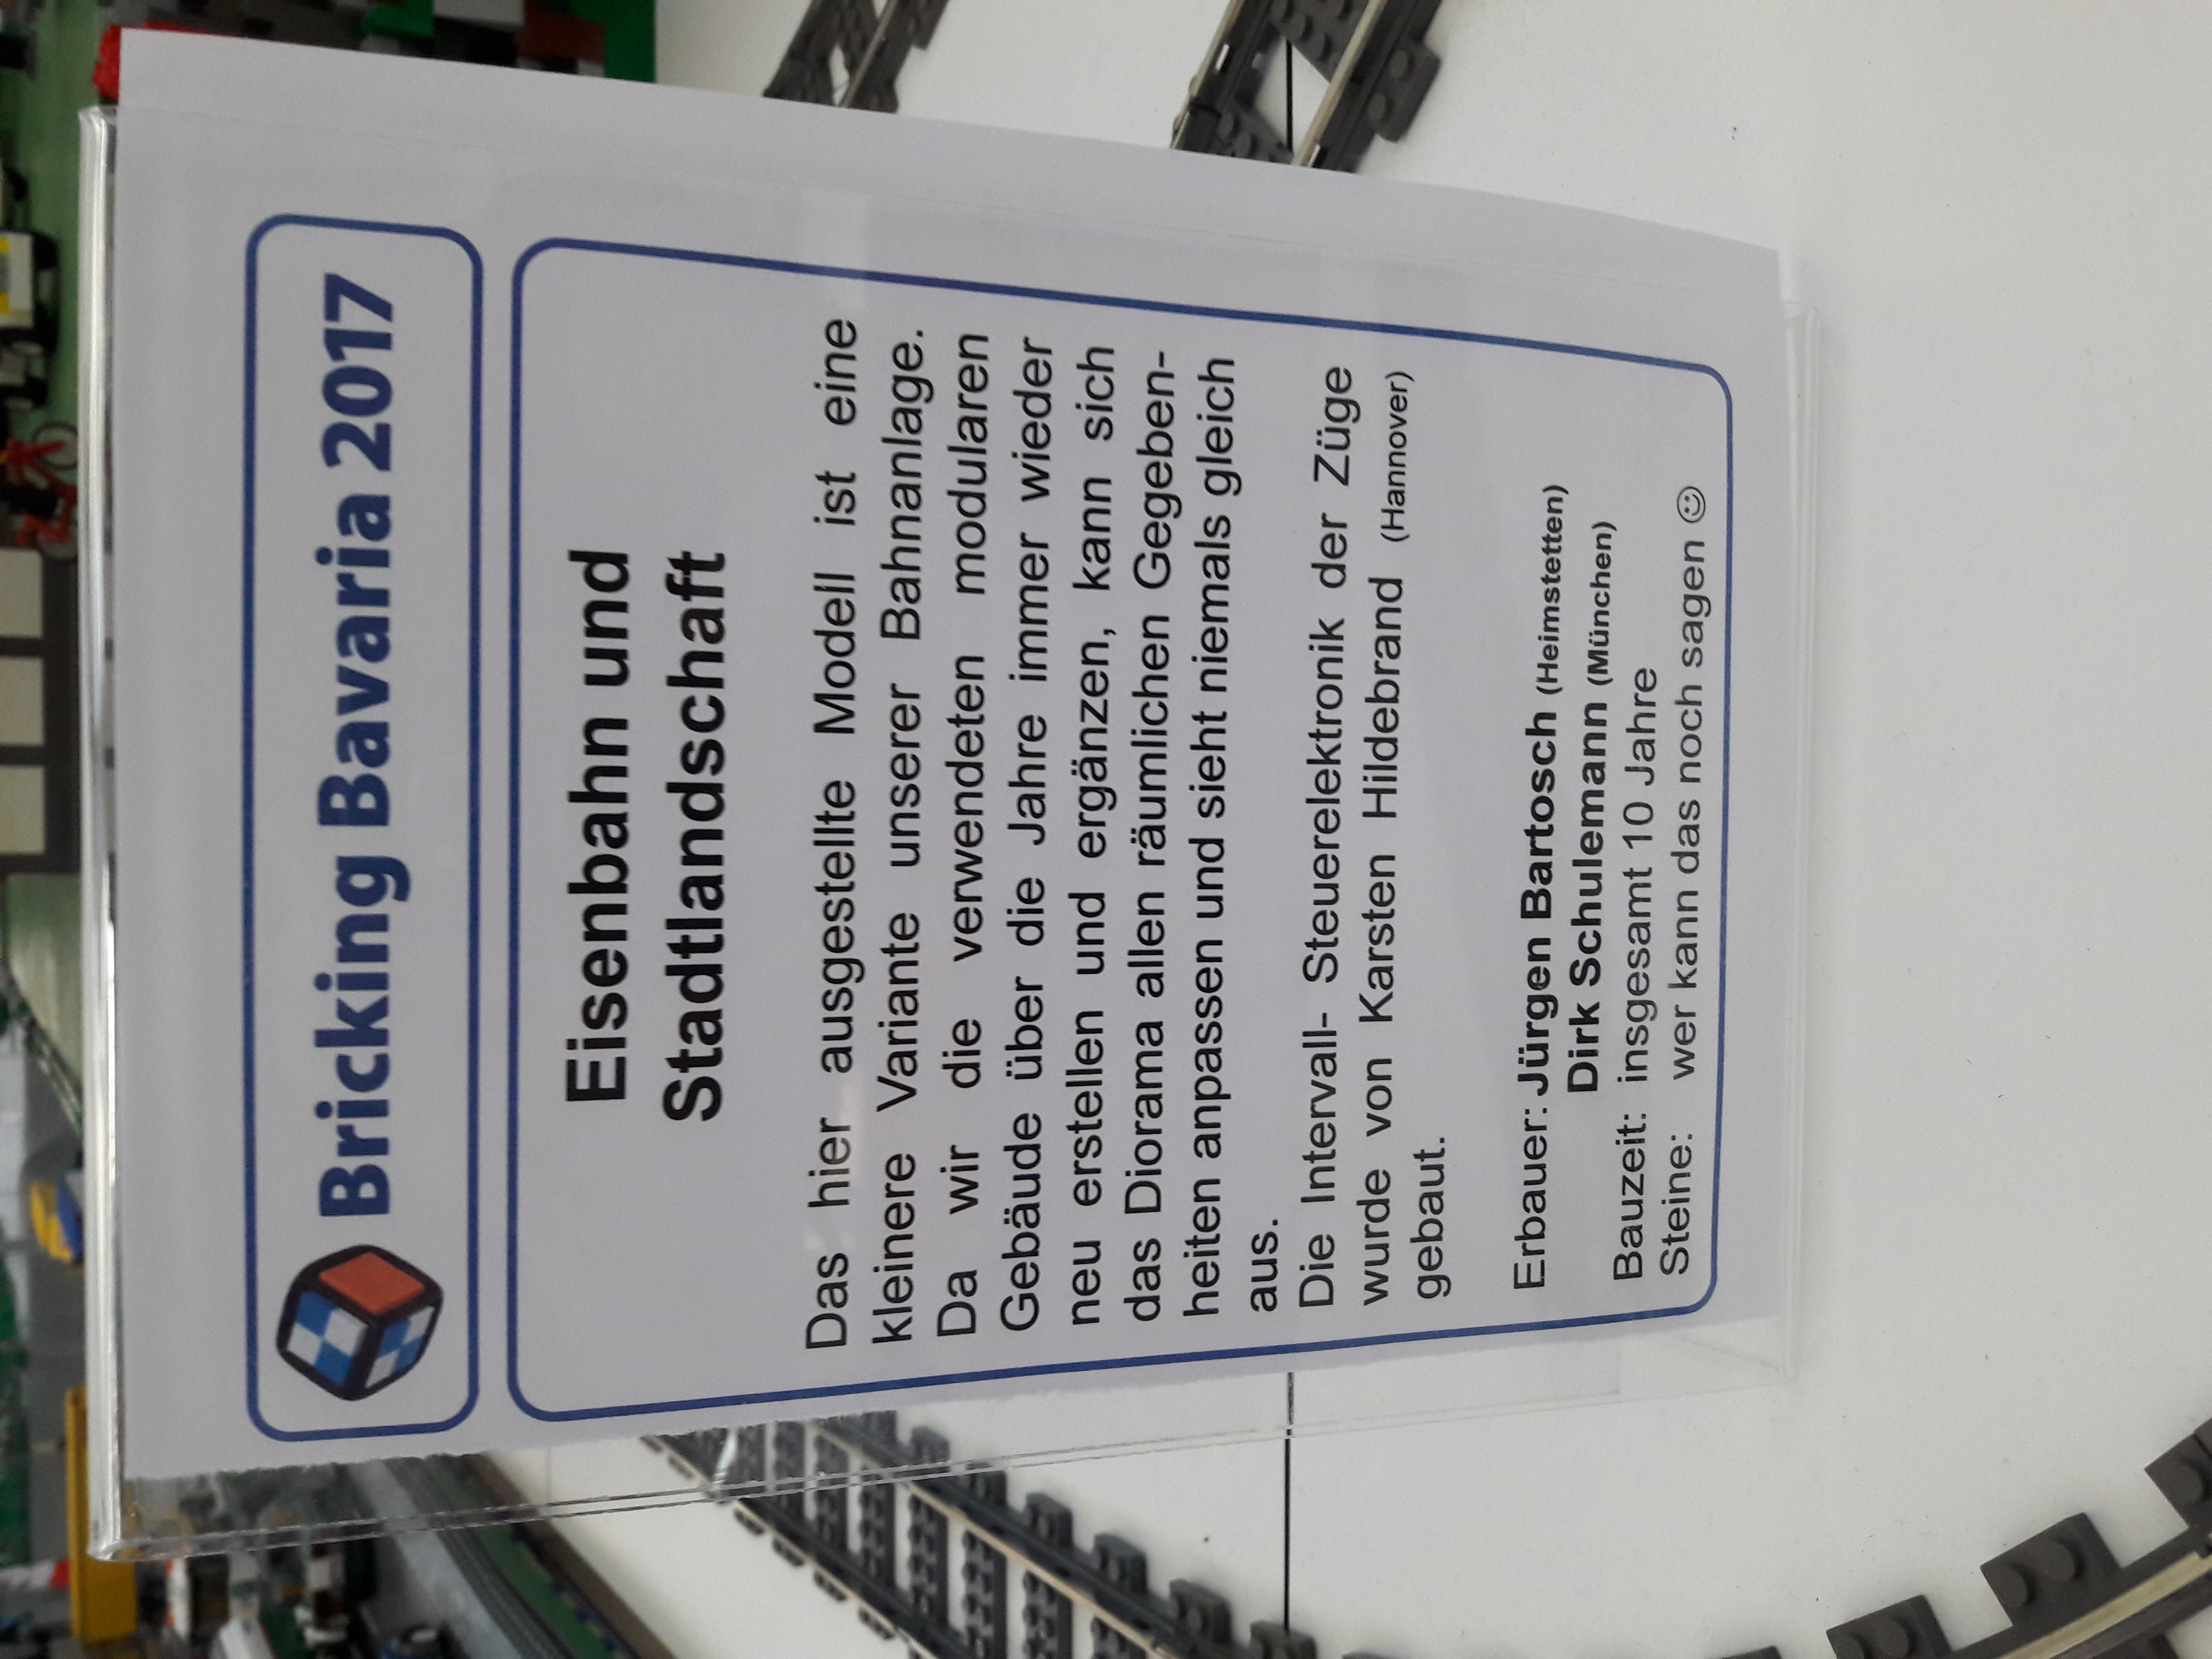 Bricking Bavaria 2017
Eisenbahn und
Stadtlandschaft
Das hier ausgestellte Modell ist eine
kleinere Variante unserer Bahnanlage.
Da wir die verwendeten modularen
Gebäude über die Jahre immer wieder
neu erstellen und ergänzen, kann sich
das Diorama allen räumlichen Gegeben-
heiten anpassen und sieht niemals gleich
aus.
Die Intervall- Steuerelektronik der Züge
wurde von Karsten Hildebrand (Hannover)
gebaut.
Erbauer: Jürgen Bartosch (Heimstetten)
Dirk Schulemann (München)
Bauzeit: insgesamt 10 Jahre
Steine: wer kann das noch sagen ☺